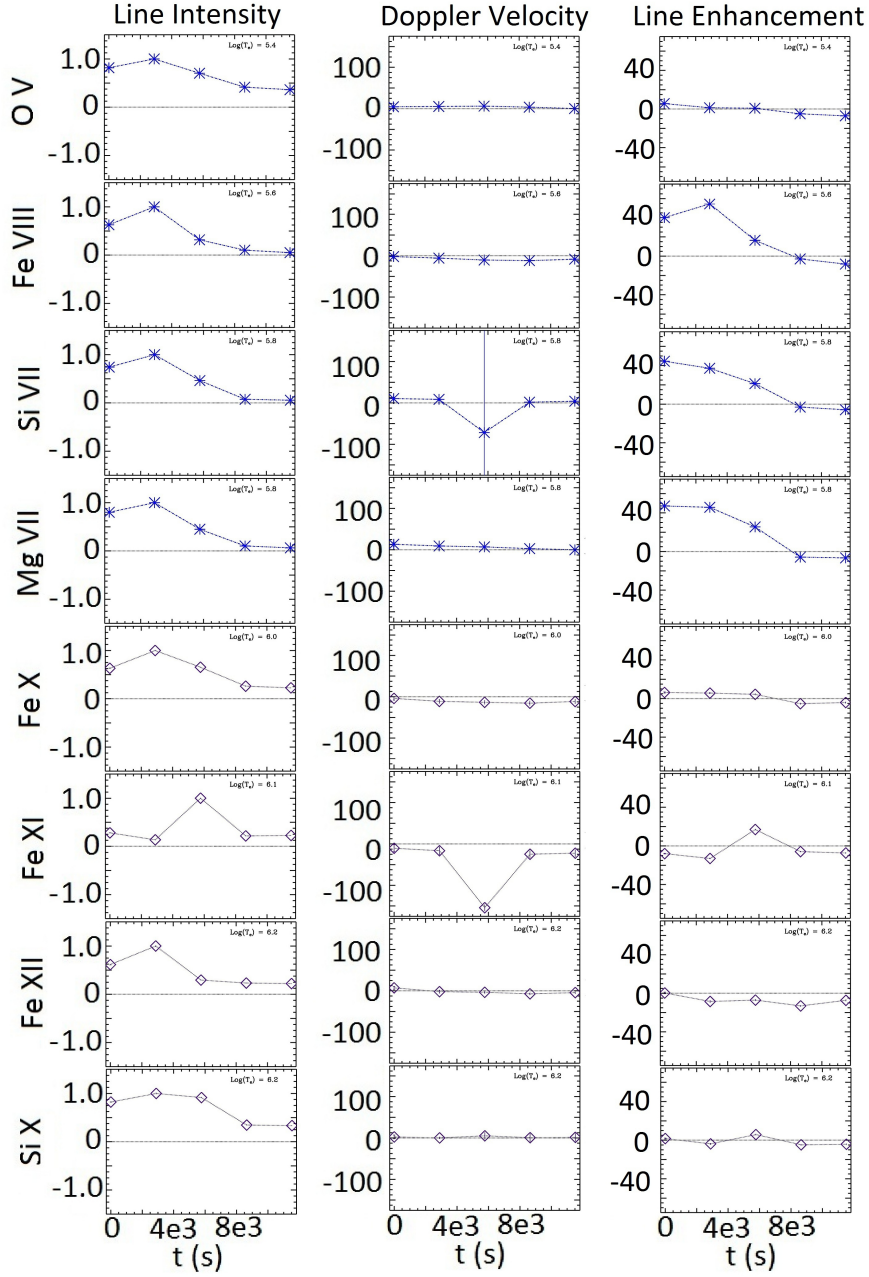 Line Intensity Doppler Velocity Line Enhancement
O V
1.0 0 -1.0 Log(Tₑ) = 5.4
100 0 -100 Log(Tₑ) = 5.4
40 0 -40 Log(Tₑ) = 5.4
Fe VIII
1.0 0 -1.0 Log(Tₑ) = 5.6
100 0 -100 Log(Tₑ) = 5.6
40 0 -40 Log(Tₑ) = 5.6
Si VII
1.0 0 -1.0 Log(Tₑ) = 5.8
100 0 -100 Log(Tₑ) = 5.8
40 0 -40 Log(Tₑ) = 5.8
Mg VII
1.0 0 -1.0 Log(Tₑ) = 5.8
100 0 -100 Log(Tₑ) = 5.8
40 0 -40 Log(Tₑ) = 5.8
Fe X
1.0 0 -1.0 Log(Tₑ) = 6.0
100 0 -100 Log(Tₑ) = 6.0
40 0 -40 Log(Tₑ) = 6.0
Fe XI
1.0 0 -1.0 Log(Tₑ) = 6.1
100 0 -100 Log(Tₑ) = 6.1
40 0 -40 Log(Tₑ) = 6.1
Fe XII
1.0 0 -1.0 Log(Tₑ) = 6.2
100 0 -100 Log(Tₑ) = 6.2
40 0 -40 Log(Tₑ) = 6.2
Si X
1.0 0 -1.0 Log(Tₑ) = 6.2
100 0 -100 Log(Tₑ) = 6.2
40 0 -40 Log(Tₑ) = 6.2
0 4e3 8e3 0 4e3 8e3 0 4e3 8e3
t (s) t (s) t (s)